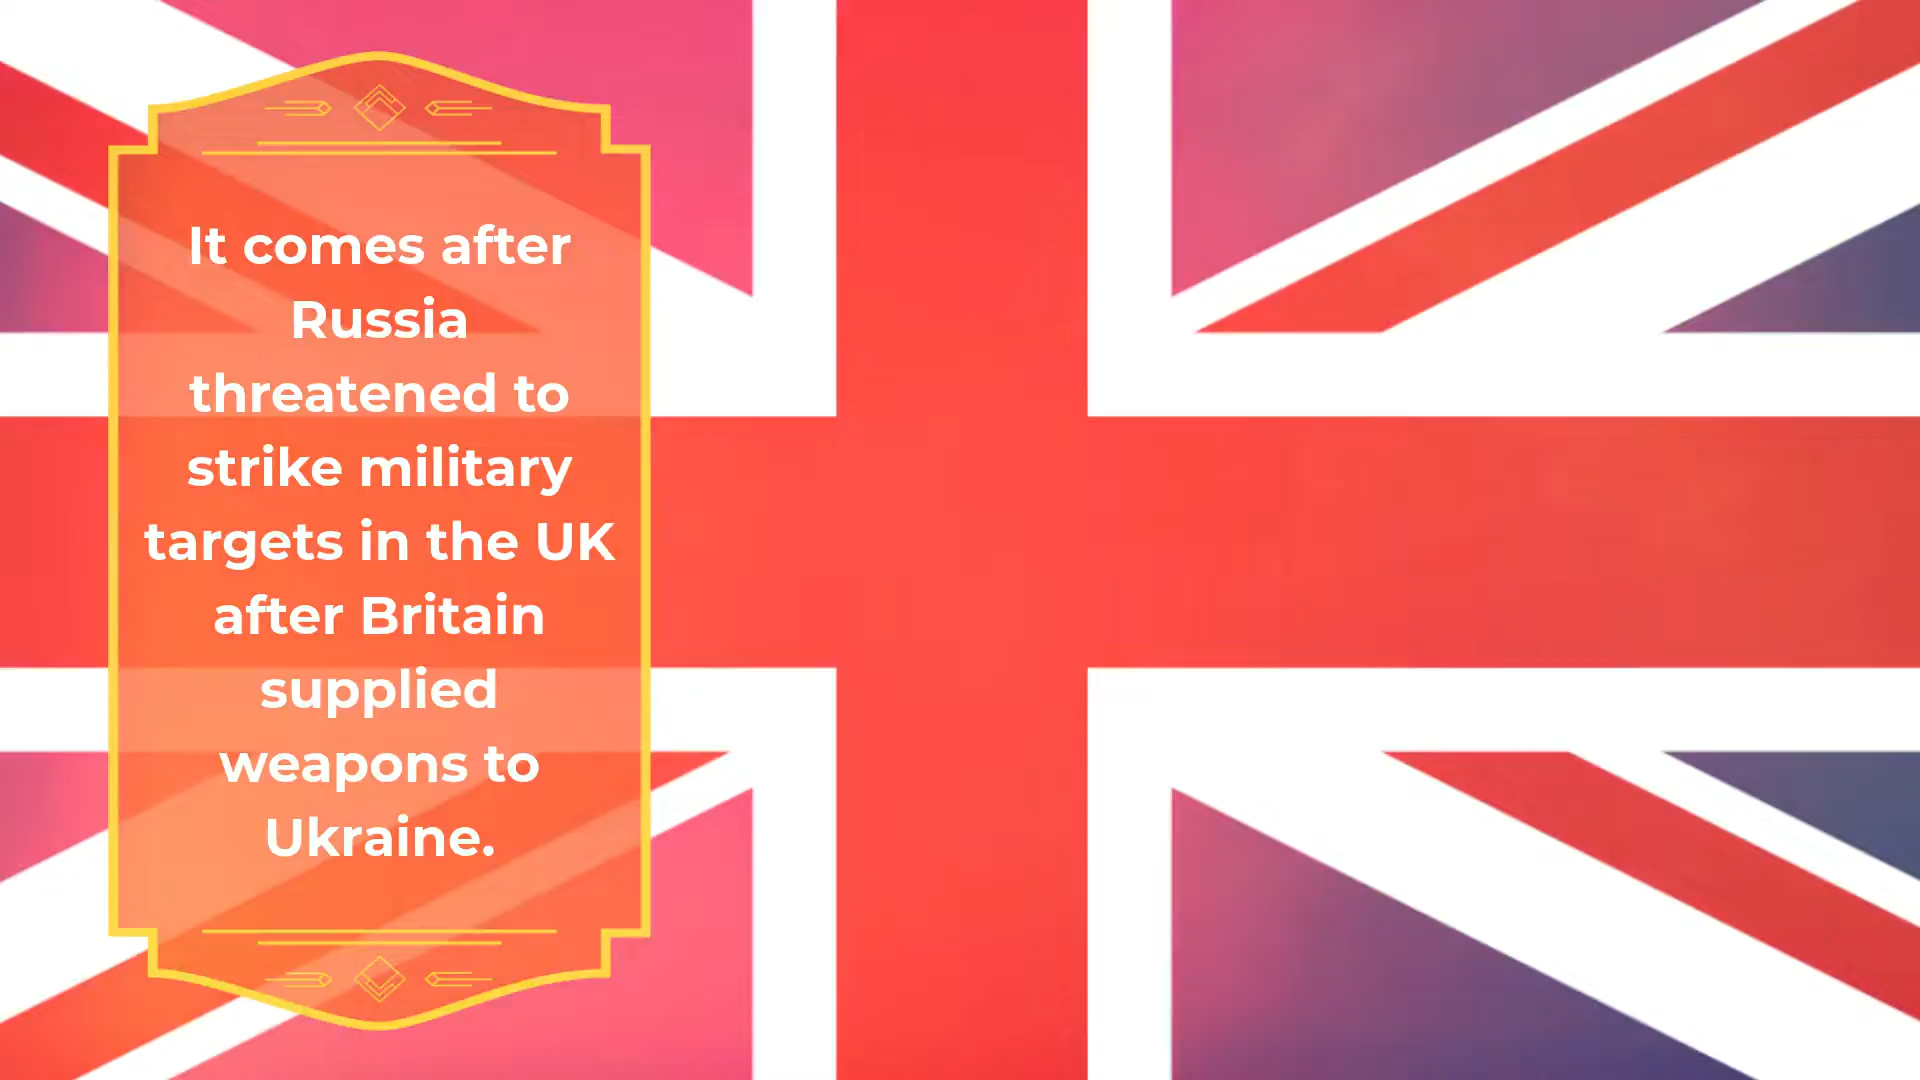 It comes after
Russia
threatened to
strike military
targets in the UK
after Britain
supplied
weapons to
Ukraine.